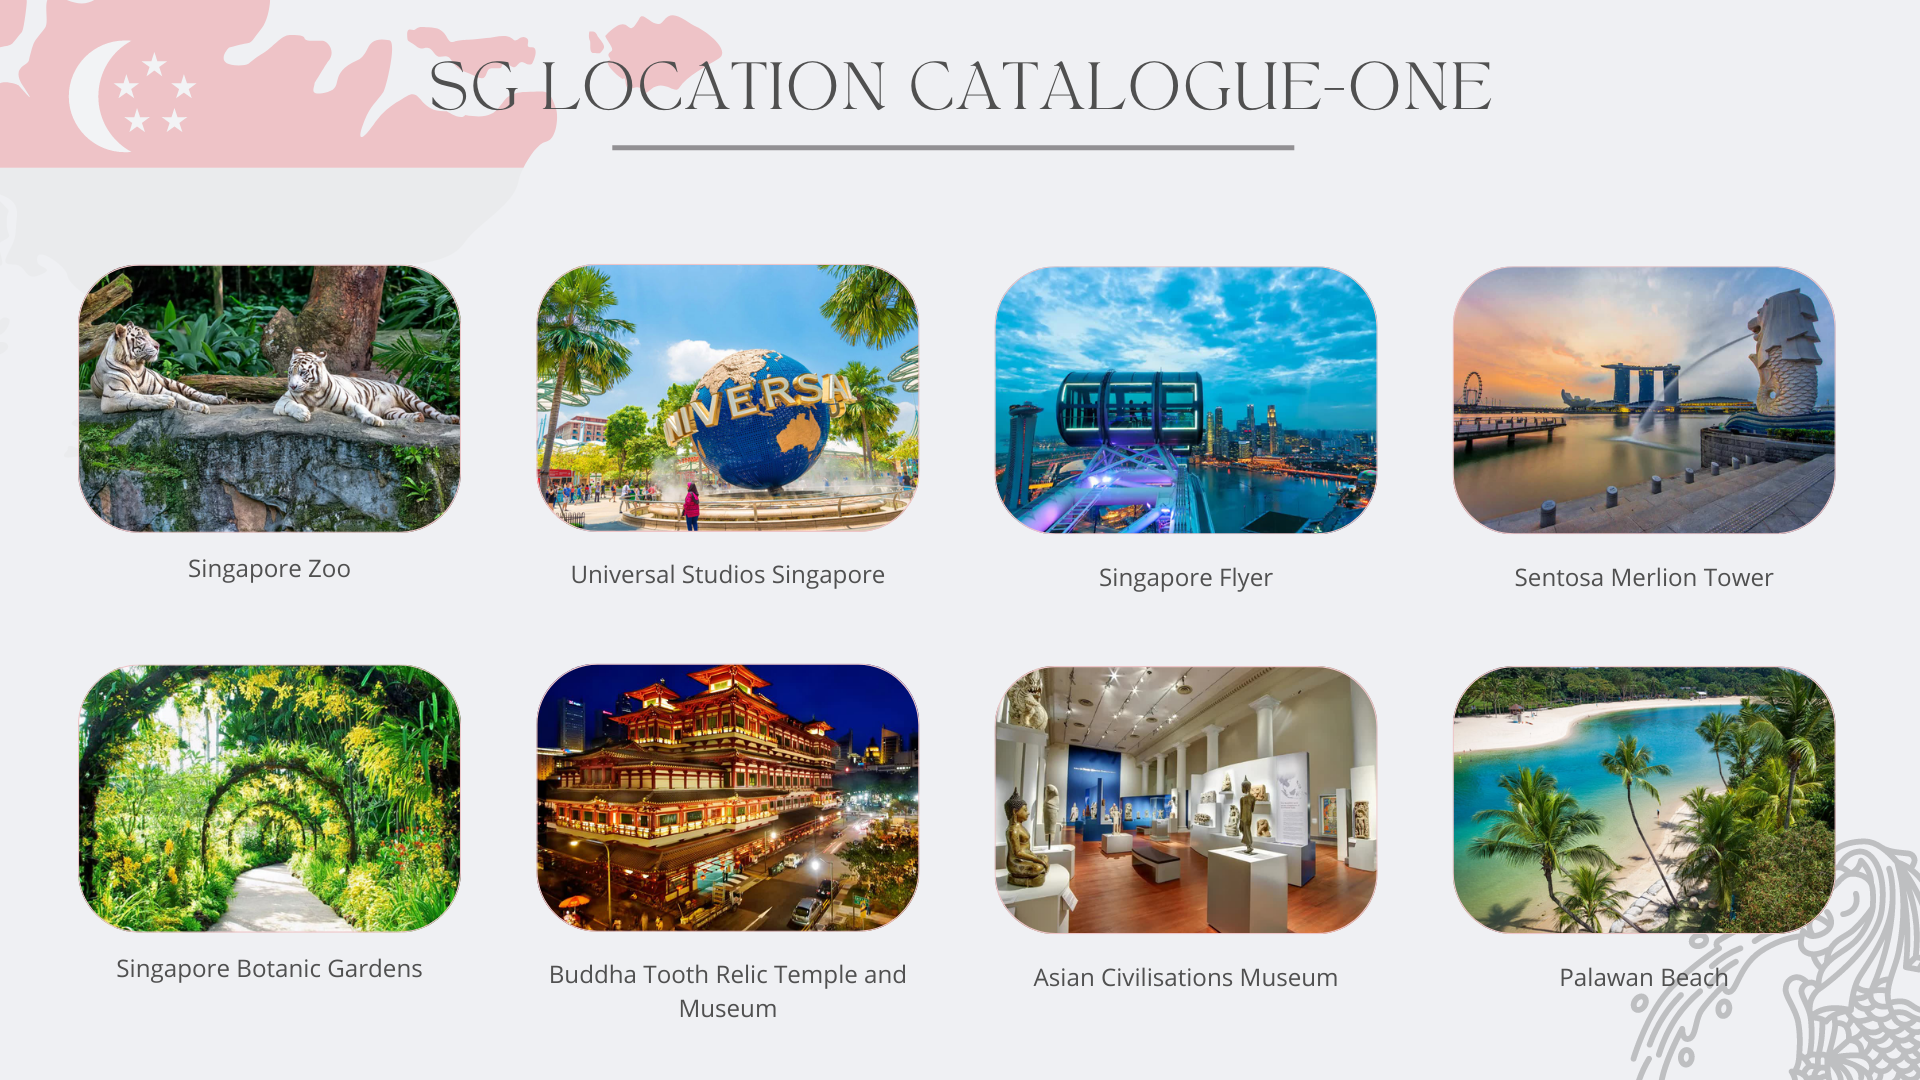 SG LOCATION CATALOGUE-ONE
NIVERSA
Singapore Zoo
Universal Studios Singapore
Singapore Flyer
Sentosa Merlion Tower
Singapore Botanic Gardens
Buddha Tooth Relic Temple and
Museum
Asian Civilisations Museum
Palawan Beach